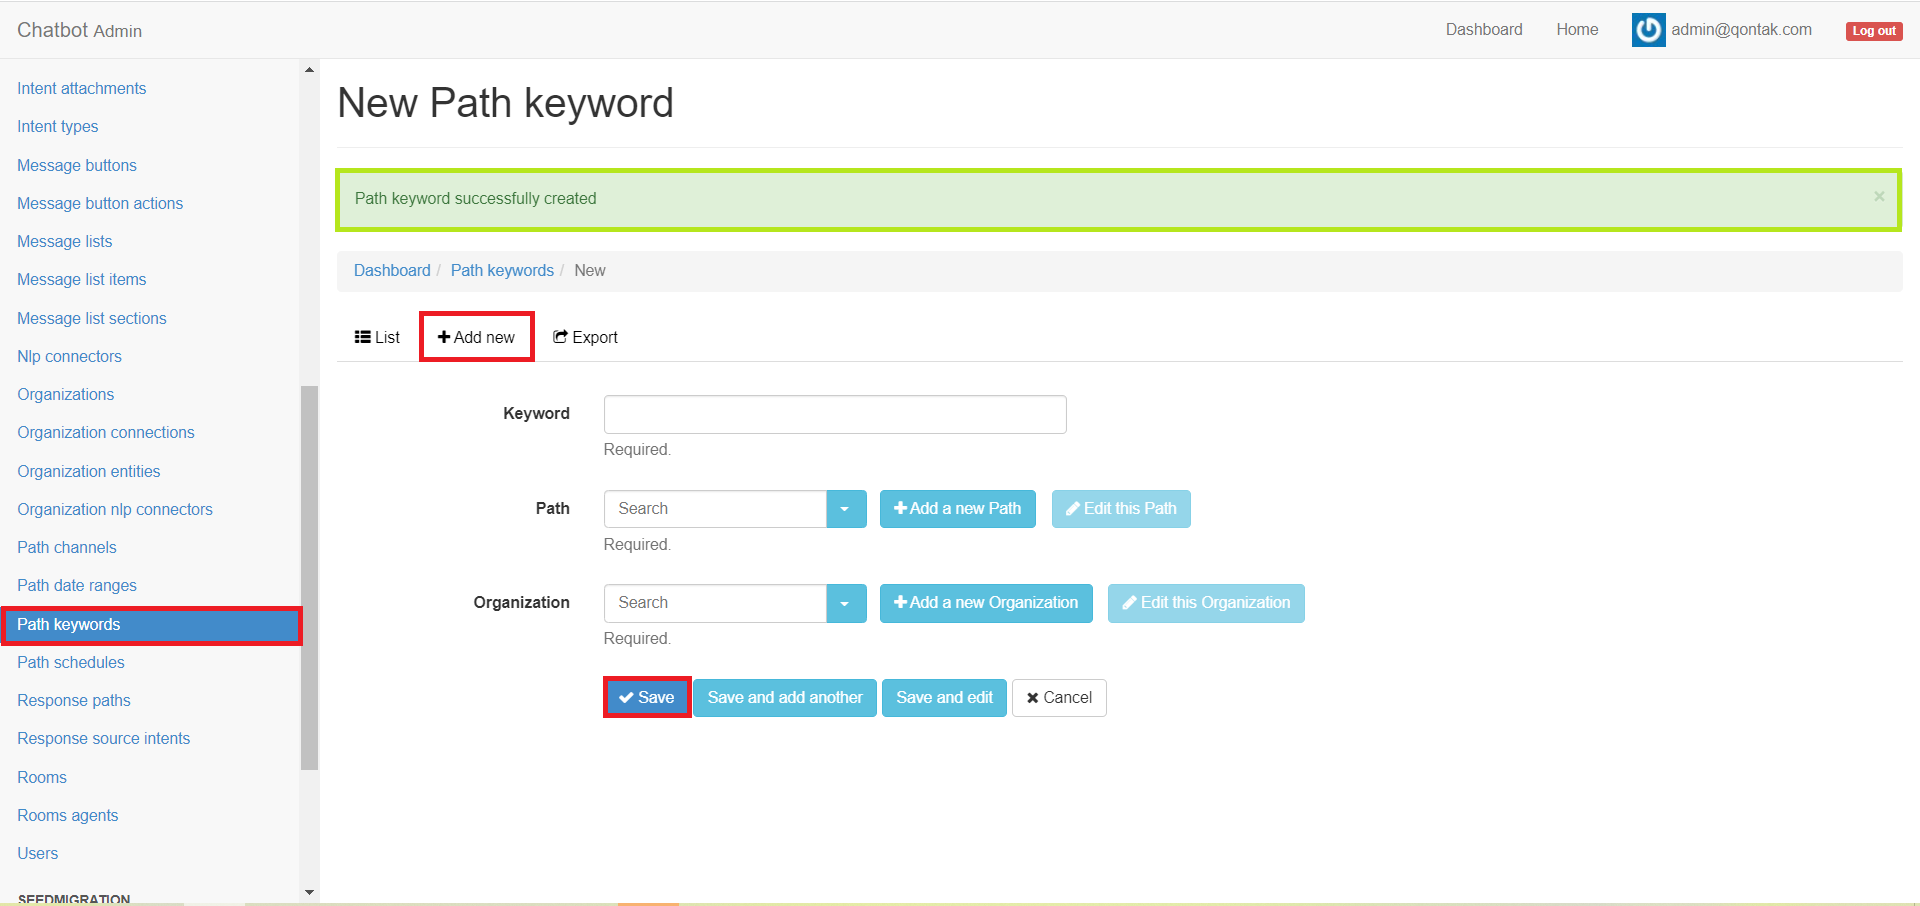 Chatbot Admin
Dashboard
Home
admin@qontak.com
Log out
Intent attachments
Intent types
Message buttons
Message button actions
Message lists
Message list items
Message list sections
Nlp connectors
Organizations
Organization connections
Organization entities
Organization nlp connectors
Path channels
Path date ranges
Path keywords
Path schedules
Response paths
Response source intents
Rooms
Rooms agents
Users
SEEDMIGRATION
New Path keyword
Path keyword successfully created
×
Dashboard / Path keywords / New
List
Add new
Export
Keyword
Required.
Path
Search
Add a new Path
Edit this Path
Required.
Organization
Search
Add a new Organization
Edit this Organization
Required.
Save
Save and add another
Save and edit
Cancel